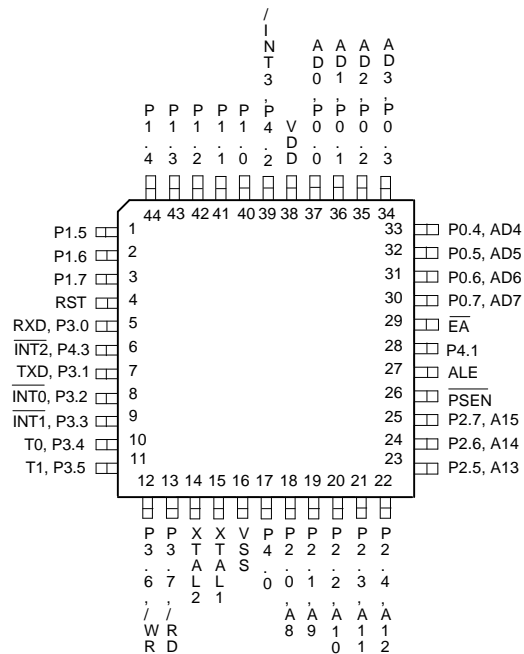 /INT3, P4.2
AD0, P0.0
AD1, P0.1
AD2, P0.2
AD3, P0.3
P1.4
P1.3
P1.2
P1.1
P1.0
VDD
44 43 42 41 40 39 38 37 36 35 34
P1.5 1
P1.6 2
P1.7 3
RST 4
RXD, P3.0 5
INT2, P4.3 6
TXD, P3.1 7
INT0, P3.2 8
INT1, P3.3 9
T0, P3.4 10
T1, P3.5 11
33 P0.4, AD4
32 P0.5, AD5
31 P0.6, AD6
30 P0.7, AD7
29 EA
28 P4.1
27 ALE
26 PSEN
25 P2.7, A15
24 P2.6, A14
23 P2.5, A13
12 13 14 15 16 17 18 19 20 21 22
P3.6, /WR
P3.7, /RD
XTAL2
XTAL1
VSS
P4.0
P2.0, A8
P2.1, A9
P2.2, A10
P2.3, A11
P2.4, A12